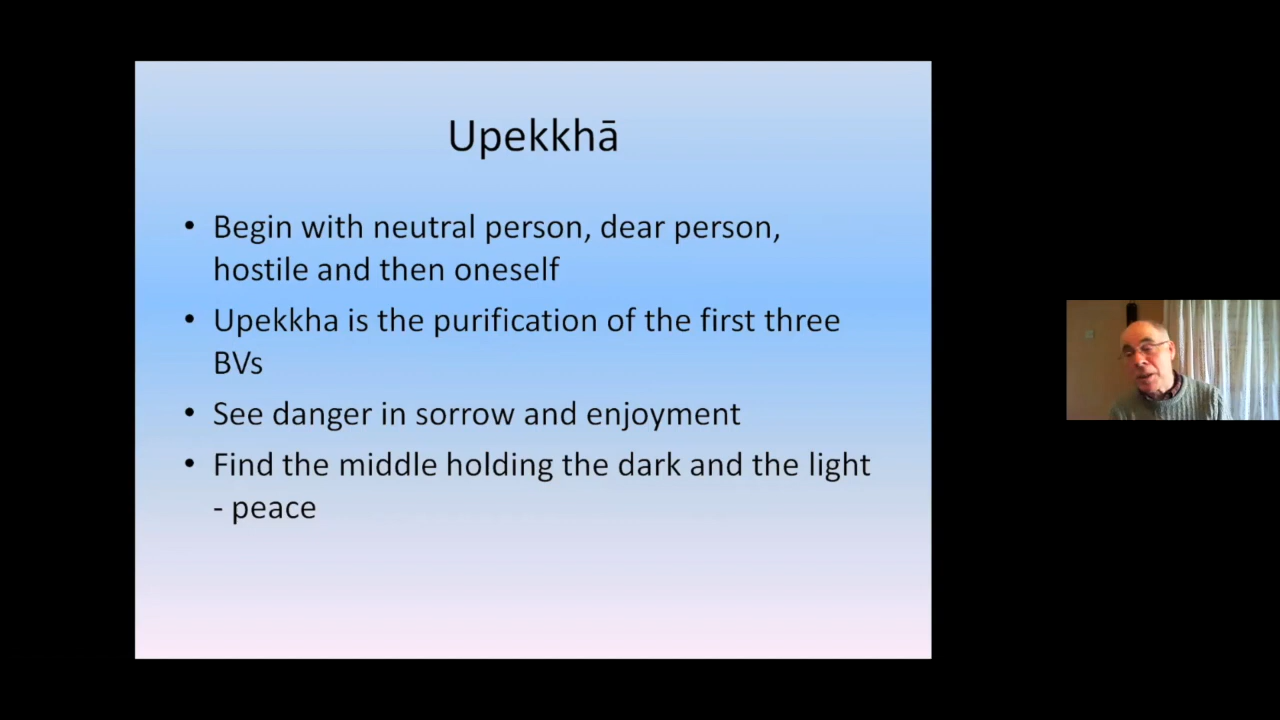 Upekkhā
• Begin with neutral person, dear person,
hostile and then oneself
• Upekkha is the purification of the first three
BVs
• See danger in sorrow and enjoyment
• Find the middle holding the dark and the light
- peace